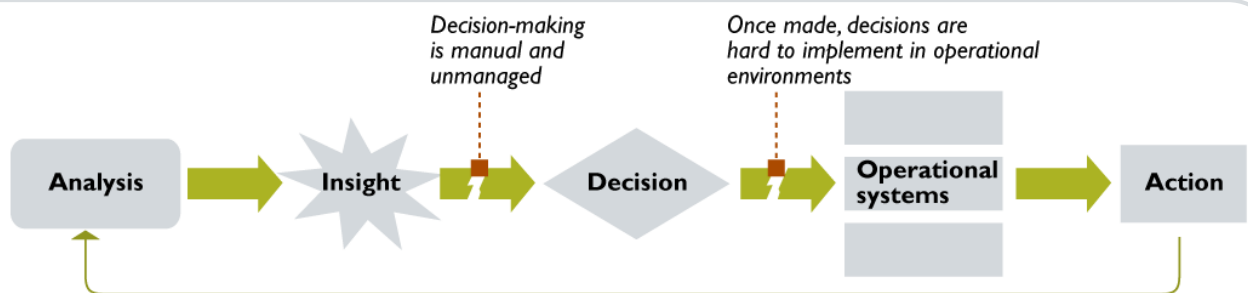 Decision-making
is manual and
unmanaged
Once made, decisions are
hard to implement in operational
environments
Analysis
Insight
Decision
Operational
systems
Action